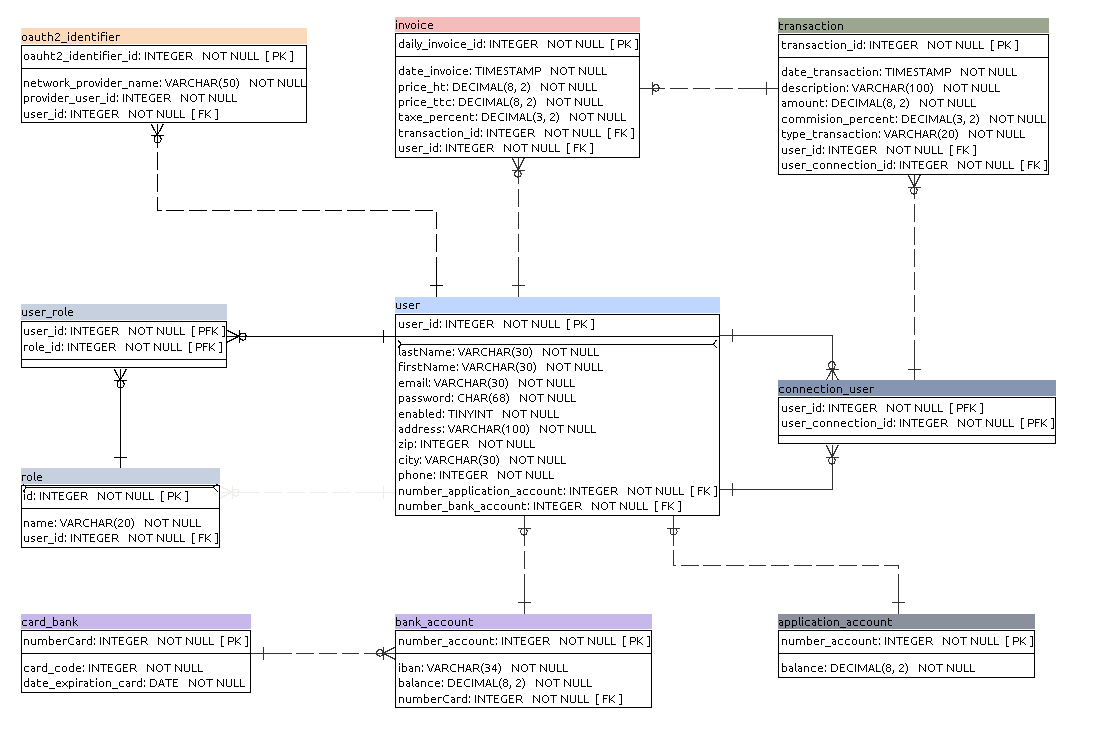 oauth2_identifier
oauht2_identifier_id: INTEGER NOT NULL [ PK ]
network_provider_name: VARCHAR(50) NOT NULL
provider_user_id: INTEGER NOT NULL
user_id: INTEGER NOT NULL [ FK ]
invoice
daily_invoice_id: INTEGER NOT NULL [ PK ]
date_invoice: TIMESTAMP NOT NULL
price_ht: DECIMAL(8, 2) NOT NULL
price_ttc: DECIMAL(8, 2) NOT NULL
taxe_percent: DECIMAL(3, 2) NOT NULL
transaction_id: INTEGER NOT NULL [ FK ]
user_id: INTEGER NOT NULL [ FK ]
transaction
transaction_id: INTEGER NOT NULL [ PK ]
date_transaction: TIMESTAMP NOT NULL
description: VARCHAR(100) NOT NULL
amount: DECIMAL(8, 2) NOT NULL
commision_percent: DECIMAL(3, 2) NOT NULL
type_transaction: VARCHAR(20) NOT NULL
user_id: INTEGER NOT NULL [ FK ]
user_connection_id: INTEGER NOT NULL [ FK ]
user_role
user_id: INTEGER NOT NULL [ PFK ]
role_id: INTEGER NOT NULL [ PFK ]
user
user_id: INTEGER NOT NULL [ PK ]
lastName: VARCHAR(30) NOT NULL
firstName: VARCHAR(30) NOT NULL
email: VARCHAR(30) NOT NULL
password: CHAR(68) NOT NULL
enabled: TINYINT NOT NULL
address: VARCHAR(100) NOT NULL
zip: INTEGER NOT NULL
city: VARCHAR(30) NOT NULL
phone: INTEGER NOT NULL
number_application_account: INTEGER NOT NULL [ FK ]
number_bank_account: INTEGER NOT NULL [ FK ]
connection_user
user_id: INTEGER NOT NULL [ PFK ]
user_connection_id: INTEGER NOT NULL [ PFK ]
role
id: INTEGER NOT NULL [ PK ]
name: VARCHAR(20) NOT NULL
user_id: INTEGER NOT NULL [ FK ]
card_bank
numberCard: INTEGER NOT NULL [ PK ]
card_code: INTEGER NOT NULL
date_expiration_card: DATE NOT NULL
bank_account
number_account: INTEGER NOT NULL [ PK ]
iban: VARCHAR(34) NOT NULL
balance: DECIMAL(8, 2) NOT NULL
numberCard: INTEGER NOT NULL [ FK ]
application_account
number_account: INTEGER NOT NULL [ PK ]
balance: DECIMAL(8, 2) NOT NULL